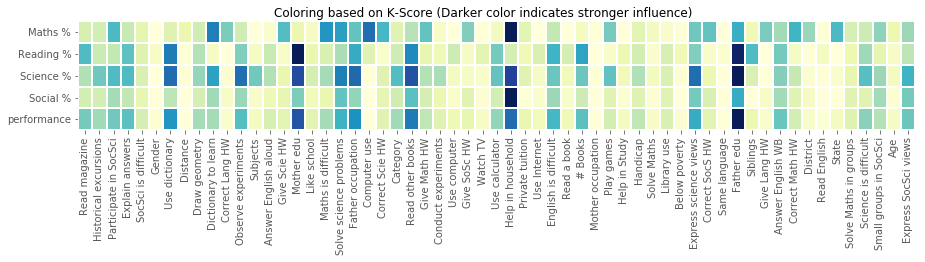 Coloring based on K-Score (Darker color indicates stronger influence)
Maths %
Reading %
Science %
Social %
performance
Read magazine
Historical excursions
Participate in SocSci
Explain answers
SocSci is difficult
Gender
Use dictionary
Distance
Draw geometry
Dictionary to learn
Correct Lang HW
Observe experiments
Subjects
Answer English aloud
Give Scie HW
Mother edu
Like school
Maths is difficult
Solve science problems
Father occupation
Computer use
Correct Scie HW
Category
Read other books
Give Math HW
Conduct experiments
Use computer
Give SoSc HW
Watch TV
Use calculator
Help in household
Private tuition
Use Internet
English is difficult
Read a book
# Books
Mother occupation
Play games
Help in Study
Handicap
Solve Maths
Library use
Below poverty
Express science views
Correct SocS HW
Same language
Father edu
Siblings
Give Lang HW
Answer English WB
Correct Math HW
District
Read English
State
Solve Maths in groups
Science is difficult
Small groups in SocSci
Age
Express SocSci views